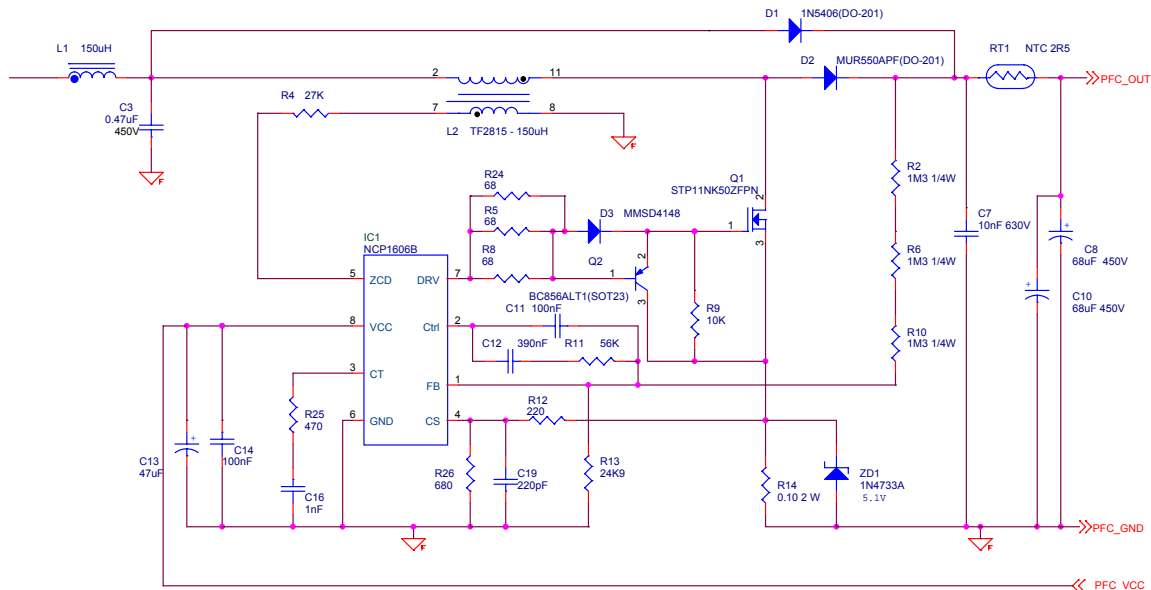 D1
1N5406(DO-201)
L1 150uH
RT1 NTC 2R5
D2 MUR550APF(DO-201)
2
11
PFC_OUT
R4 27K
C3
0.47uF
450V
7
8
L2 TF2815 - 150uH
F
F
R2
1M3 1/4W
R24
68
Q1
STP11NK50ZFPN
2
R5
68
D3 MMSD4148
1
C7
10nF 630V
IC1
NCP1606B
R8
68
Q2
2
3
R6
1M3 1/4W
C8
68uF 450V
5
ZCD
DRV
7
1
BC856ALT1(SOT23)
3
C11 100nF
R9
10K
C10
68uF 450V
8
VCC
Ctrl
2
C12 390nF
R11 56K
R10
1M3 1/4W
3
CT
FB
1
R25
470
6
GND
CS
4
R12
220
C13
47uF
C14
100nF
R26
680
C19
220pF
R13
24K9
R14
0.10 2 W
ZD1
1N4733A
5.1V
C16
1nF
PFC_GND
F
F
PFC_VCC